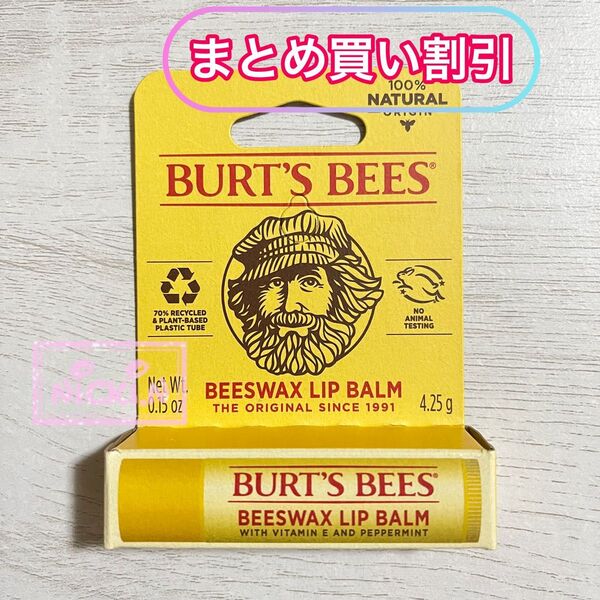 まとめ買い割引
100%
NATURAL
ORIGIN
BURT'S BEES®
70% RECYCLED
& PLANT-BASED
PLASTIC TUBE
NO
ANIMAL
TESTING
Net Wt.
0.15 oz
BEESWAX LIP BALM
THE ORIGINAL SINCE 1991
4.25 g
BURT'S BEES®
BEESWAX LIP BALM
WITH VITAMIN E AND PEPPERMINT